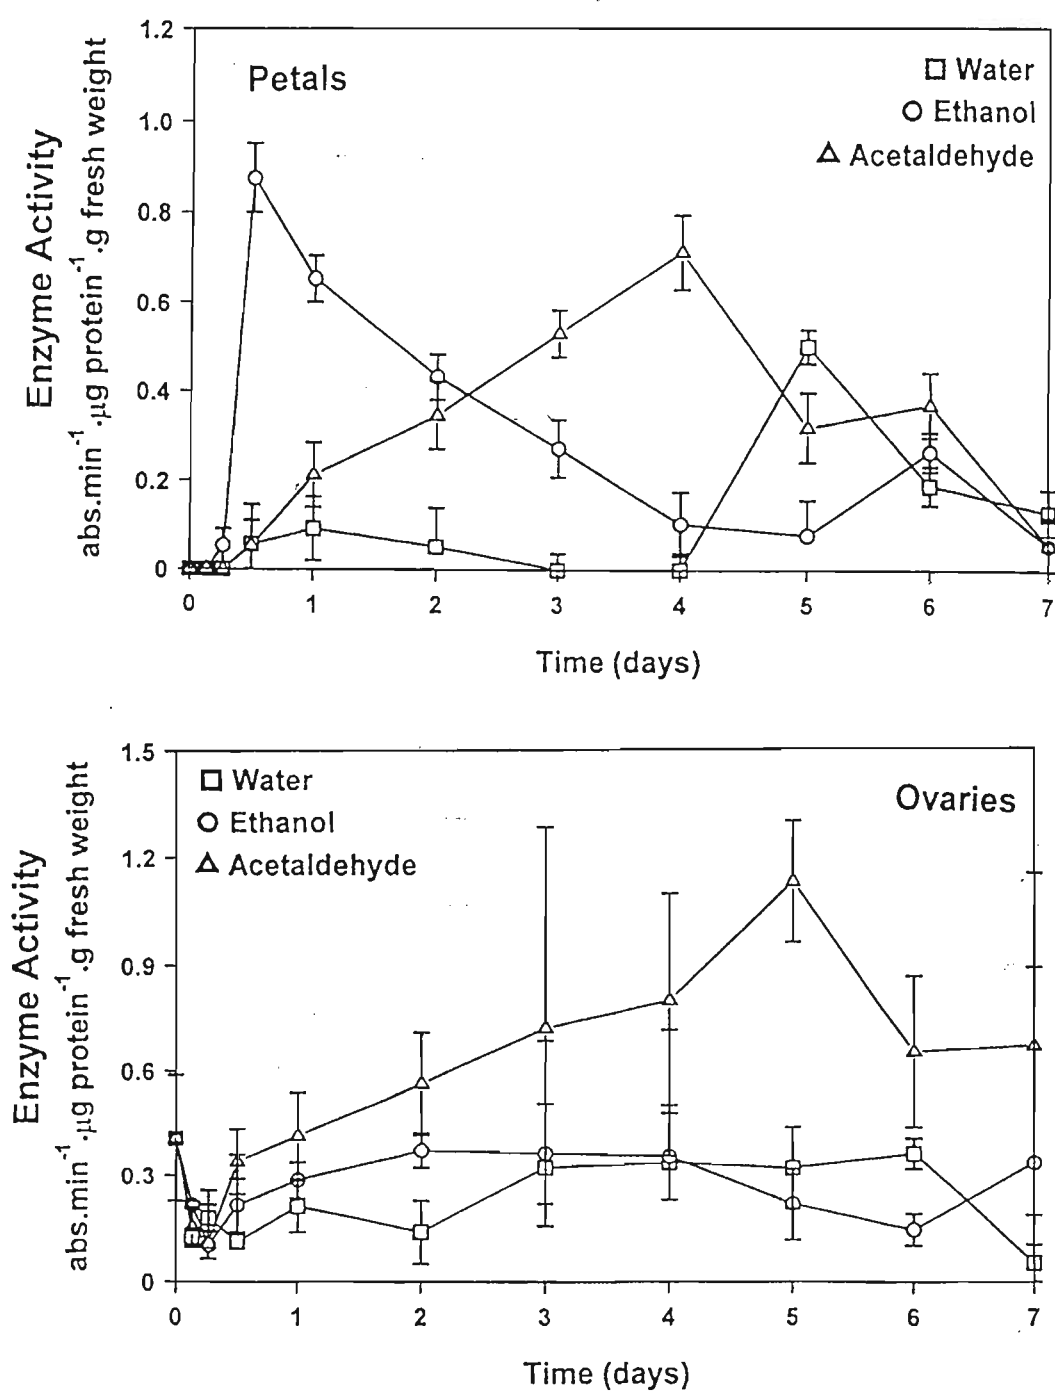 1.2
Petals
Water
Ethanol
Acetaldehyde
1.0
0.8
0.6
0.4
0.2
0
Enzyme Activity
abs.min⁻¹.µg protein⁻¹.g fresh weight
0 1 2 3 4 5 6 7
Time (days)
1.5
Water
Ethanol
Acetaldehyde
Ovaries
1.2
0.9
0.6
0.3
0
Enzyme Activity
abs.min⁻¹.µg protein⁻¹.g fresh weight
0 1 2 3 4 5 6 7
Time (days)